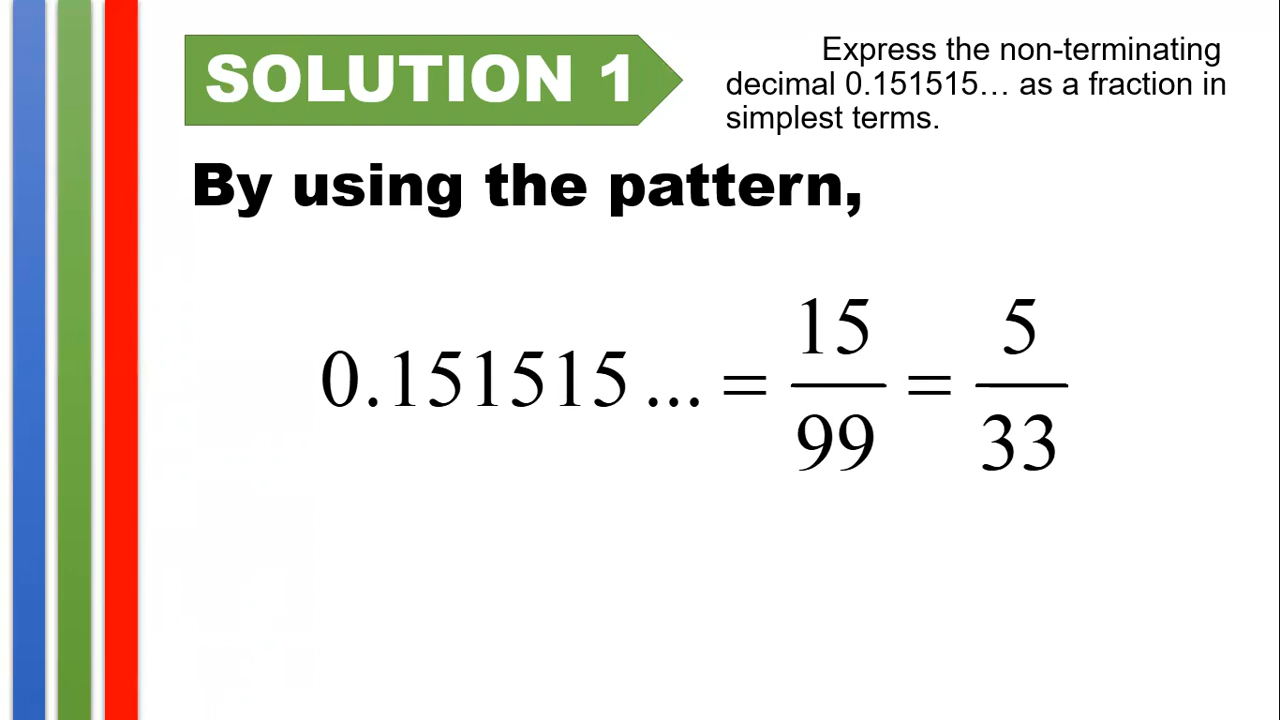 SOLUTION 1
Express the non-terminating
decimal 0.151515… as a fraction in
simplest terms.
By using the pattern,
0.151515... = 15/99 = 5/33